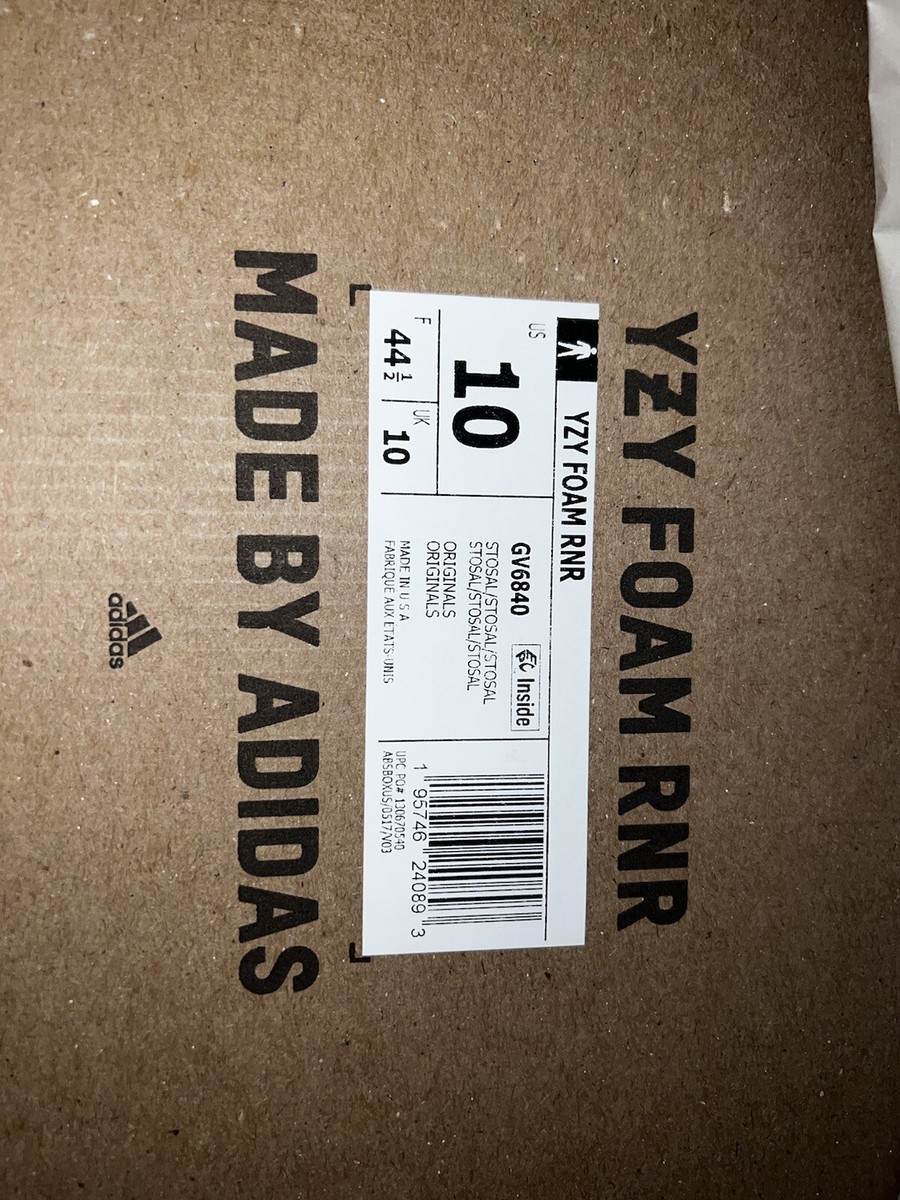 YZY FOAM RNR
YZY FOAM RNR
US
10
F
44 ½
UK
10
GV6840
Inside
STOSAL/STOSAL/STOSAL
STOSAL/STOSAL/STOSAL
ORIGINALS
ORIGINALS
MADE IN U S A
FABRIQUE AUX ETATS-UNIS
1 95746 24089 3
UPC PO# 130670540
ABSBOXUS/0517/V03
MADE BY ADIDAS
adidas